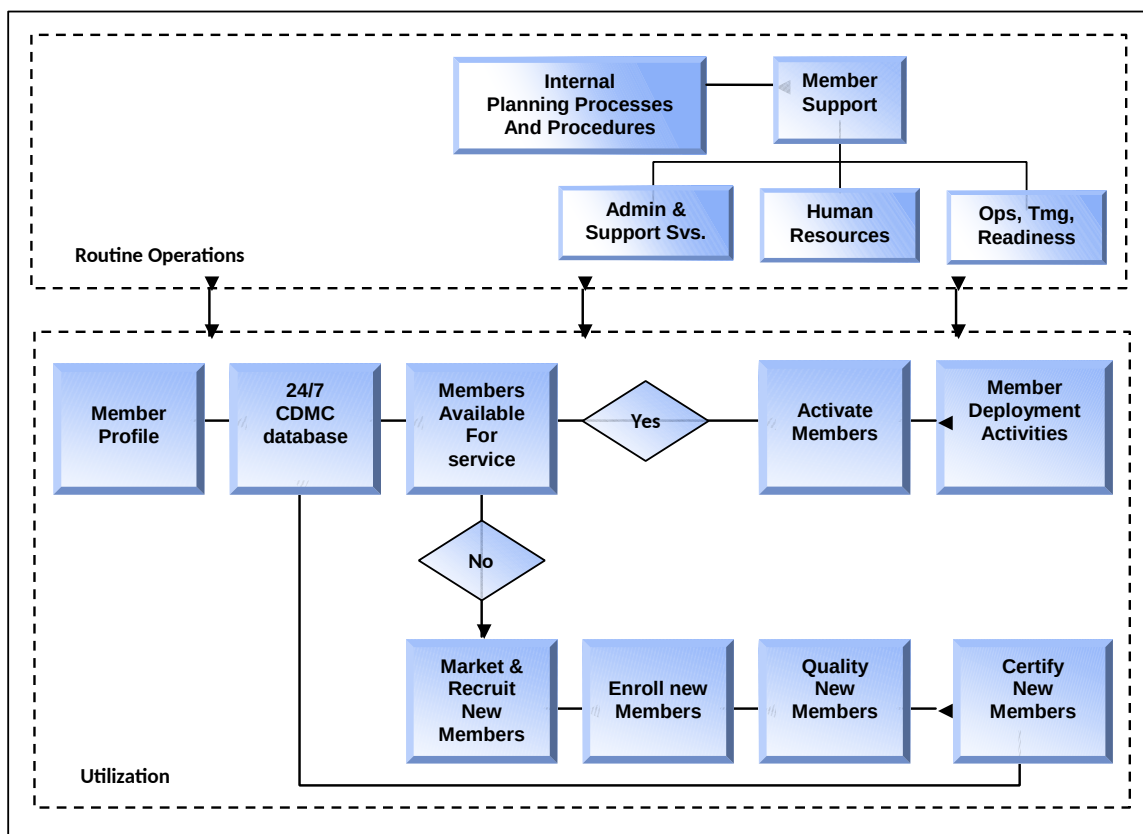 Internal
Planning Processes
And Procedures
Member
Support
Admin &
Support Svs.
Human
Resources
Ops, Tmg,
Readiness
Routine Operations
Member
Profile
24/7
CDMC
database
Members
Available
For
service
Yes
Activate
Members
Member
Deployment
Activities
No
Market &
Recruit
New
Members
Enroll new
Members
Quality
New
Members
Certify
New
Members
Utilization